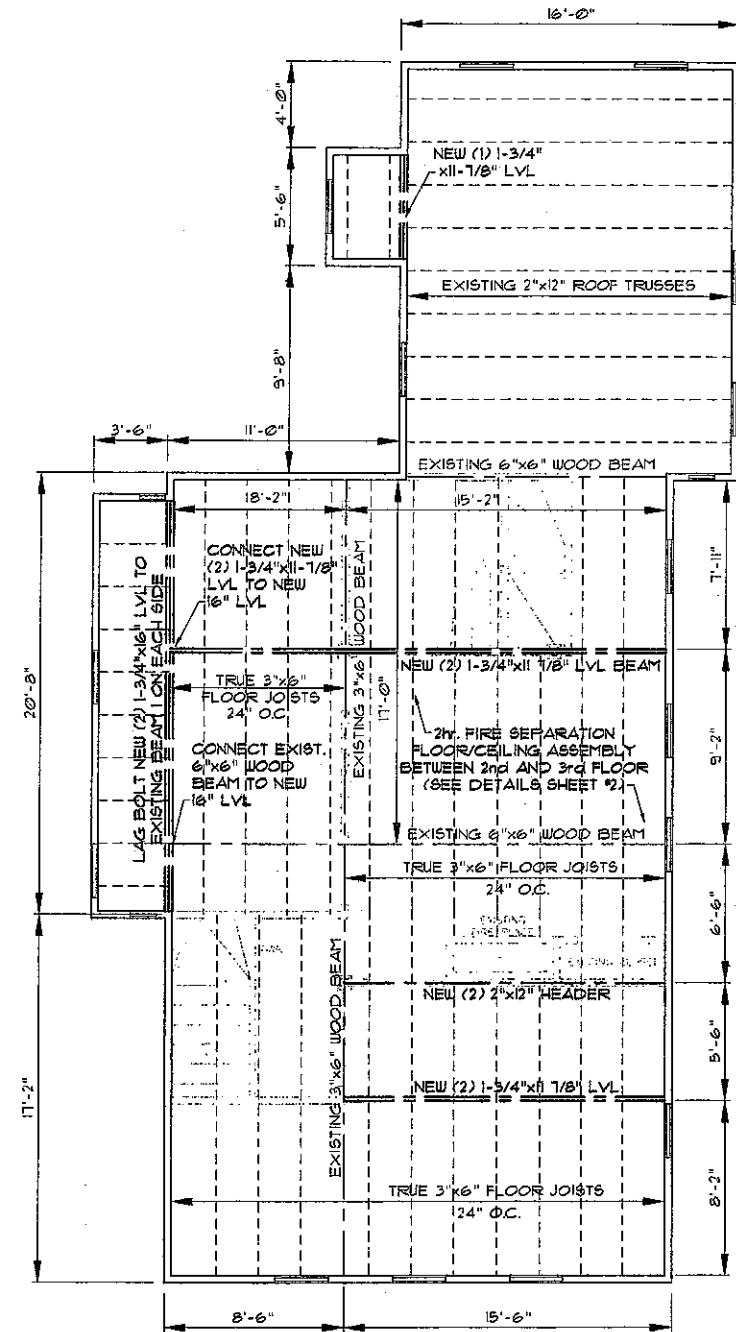 16'-0"
4'-0"
NEW (1) 1-3/4"
x11-7/8" LVL
5'-6"
EXISTING 2"x12" ROOF TRUSSES
9'-8"
3'-6"
11'-0"
EXISTING 6"x6" WOOD BEAM
8'-2"
15'-2"
CONNECT NEW
(2) 1-3/4"x11-7/8"
LVL TO NEW
16" LVL
EXISTING 3"x6" WOOD BEAM
7'-11"
LAG BOLT NEW (2) 1-3/4"x16" LVL TO
EXISTING BEAM 1 ON EACH SIDE
20'-8"
NEW (2) 1-3/4"x11 7/8" LVL BEAM
TRUE 3"x6"
FLOOR JOISTS
24" O.C.
17'-0"
2hr. FIRE SEPARATION
FLOOR/CEILING ASSEMBLY
BETWEEN 2nd AND 3rd FLOOR
(SEE DETAILS SHEET #2)
9'-2"
CONNECT EXIST.
6"x6" WOOD
BEAM TO NEW
16" LVL
EXISTING 6"x6" WOOD BEAM
TRUE 3"x6" FLOOR JOISTS
24" O.C.
6'-6"
EXISTING
FIRE PLACE
NEW (2) 2"x12" HEADER
EXISTING 3"x6" WOOD BEAM
5'-6"
NEW (2) 1-3/4"x11 7/8" LVL
17'-2"
TRUE 3"x6" FLOOR JOISTS
24" O.C.
8'-2"
8'-6"
15'-6"